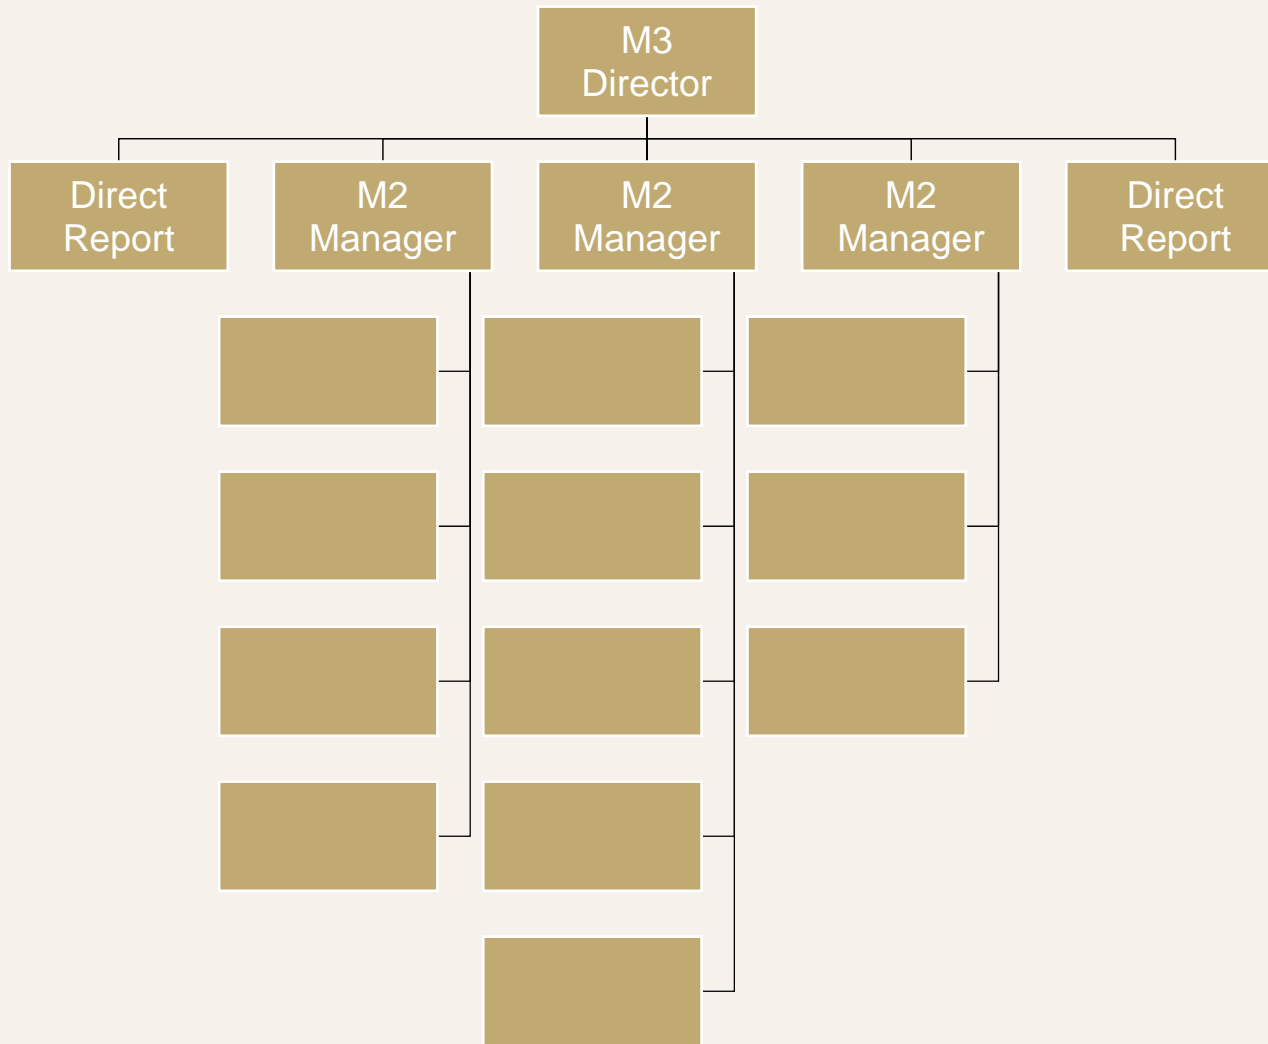 M3
Director
Direct
Report
M2
Manager
M2
Manager
M2
Manager
Direct
Report